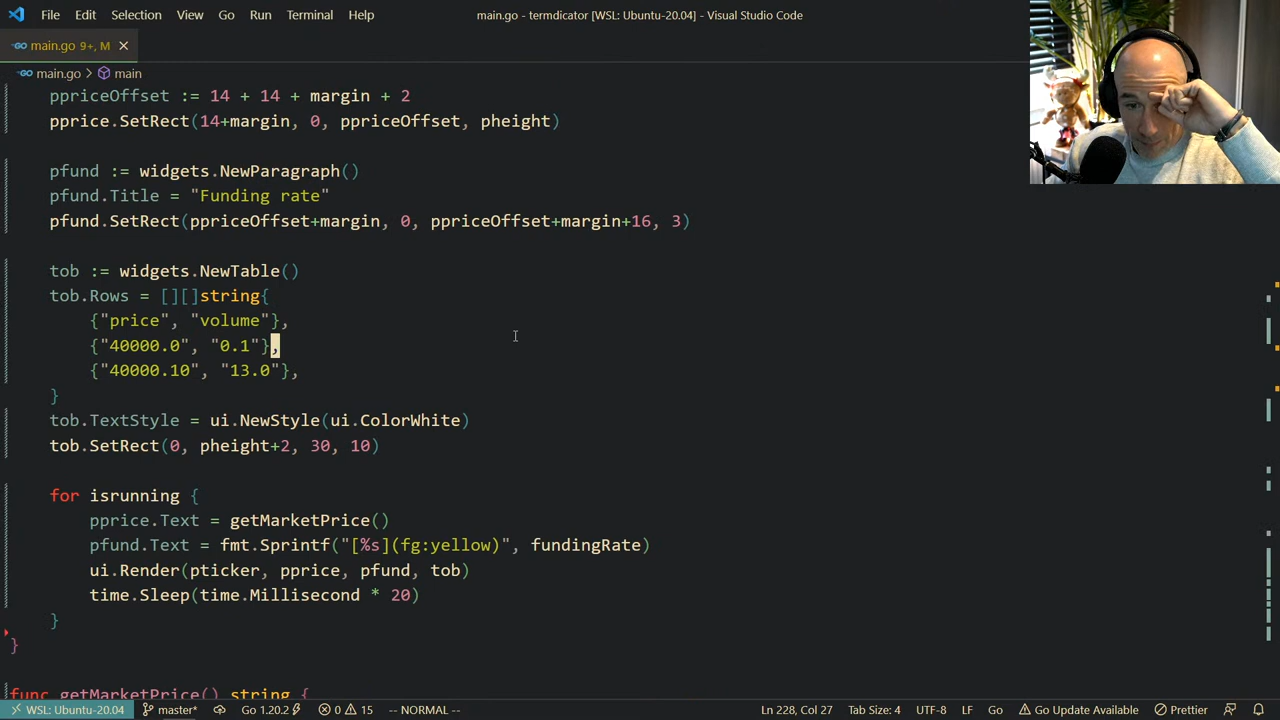 File Edit Selection View Go Run Terminal Help main.go - termdicator [WSL: Ubuntu-20.04] - Visual Studio Code
main.go 9+, M
main.go > main
ppriceOffset := 14 + 14 + margin + 2
pprice.SetRect(14+margin, 0, ppriceOffset, pheight)
pfund := widgets.NewParagraph()
pfund.Title = "Funding rate"
pfund.SetRect(ppriceOffset+margin, 0, ppriceOffset+margin+16, 3)
tob := widgets.NewTable()
tob.Rows = [][]string{
{"price", "volume"},
{"40000.0", "0.1"},
{"40000.10", "13.0"},
}
tob.TextStyle = ui.NewStyle(ui.ColorWhite)
tob.SetRect(0, pheight+2, 30, 10)
for isrunning {
pprice.Text = getMarketPrice()
pfund.Text = fmt.Sprintf("[%s](fg:yellow)", fundingRate)
ui.Render(pticker, pprice, pfund, tob)
time.Sleep(time.Millisecond * 20)
}
}
func getMarketPrice() string {
WSL: Ubuntu-20.04 master* Go 1.20.2 0 15 -- NORMAL -- Ln 228, Col 27 Tab Size: 4 UTF-8 LF Go Go Update Available Prettier